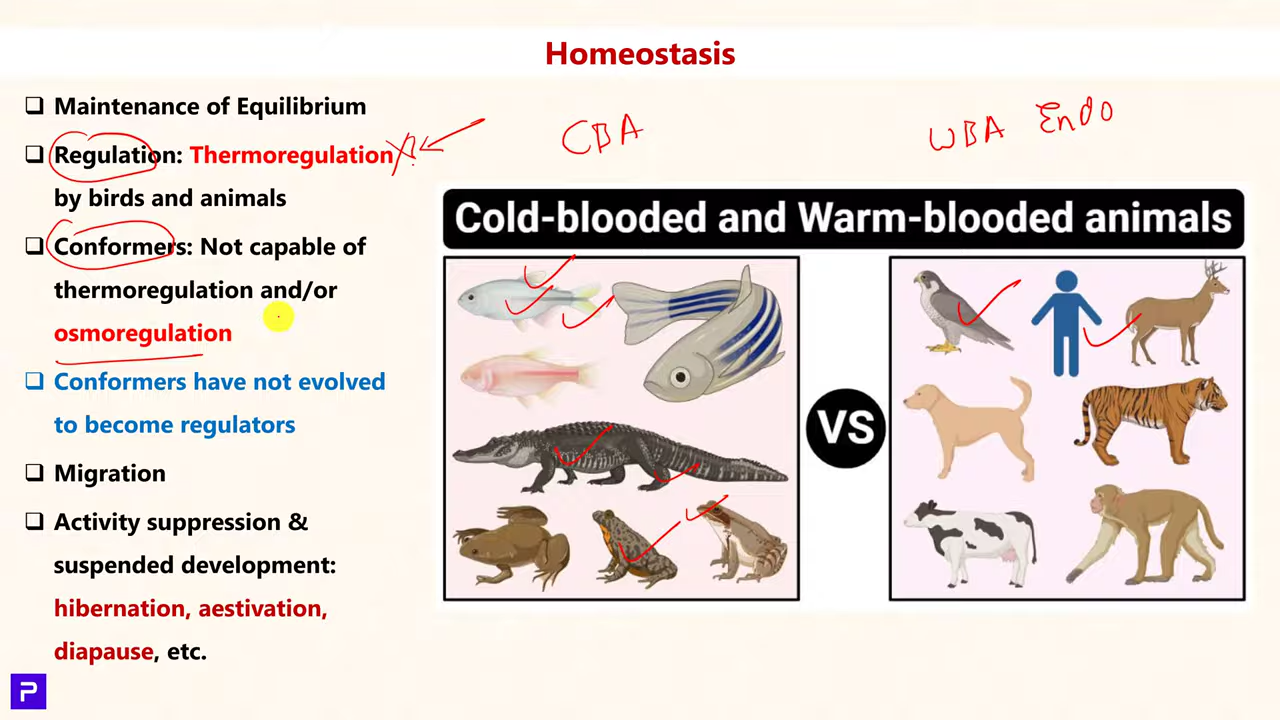 Homeostasis
❑ Maintenance of Equilibrium
❑ Regulation: Thermoregulation
by birds and animals
❑ Conformers: Not capable of
thermoregulation and/or
osmoregulation
❑ Conformers have not evolved
to become regulators
❑ Migration
❑ Activity suppression &
suspended development:
hibernation, aestivation,
diapause, etc.
CBA
WBA Endo
Cold-blooded and Warm-blooded animals
VS
P